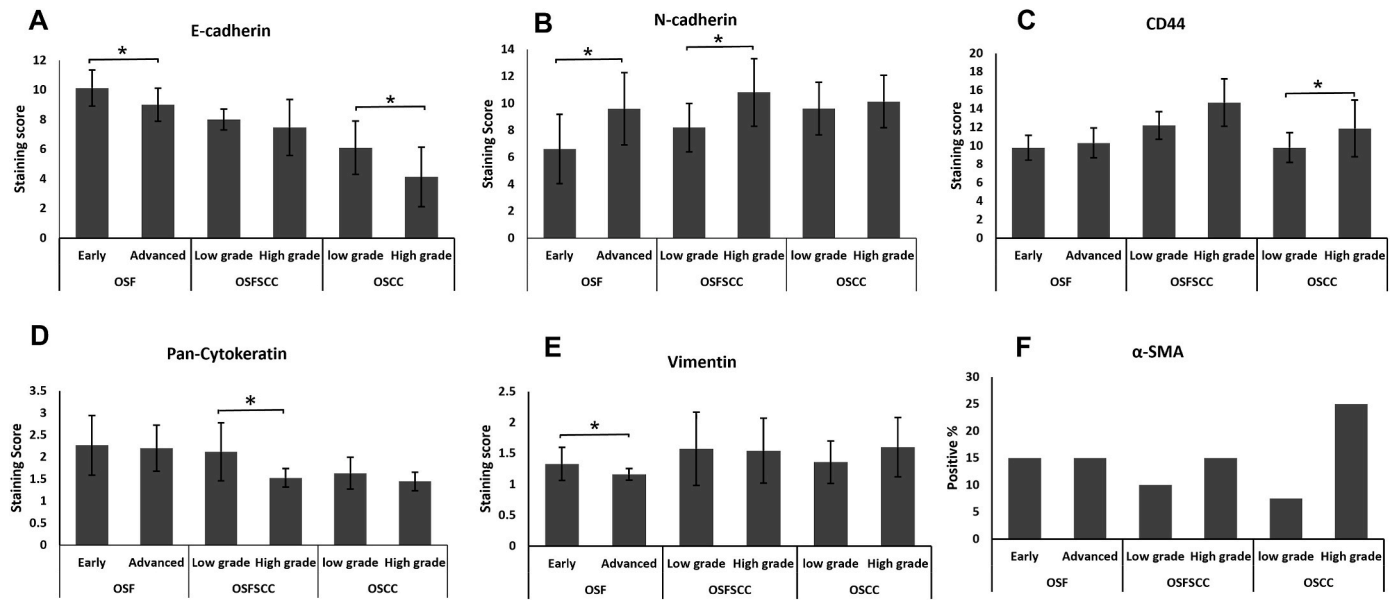 A
E-cadherin
*
*
Staining Score
12
10
8
6
4
2
0
Early Advanced Low grade High grade low grade High grade
OSF OSFSCC OSCC
B
N-cadherin
*
*
Staining Score
14
12
10
8
6
4
2
0
Early Advanced Low grade High grade low grade High grade
OSF OSFSCC OSCC
C
CD44
*
Staining score
20
18
16
14
12
10
8
6
4
2
0
Early Advanced Low grade High grade low grade High grade
OSF OSFSCC OSCC
D
Pan-Cytokeratin
*
Staining Score
3.5
3
2.5
2
1.5
1
0.5
0
Early Advanced Low grade High grade low grade High grade
OSF OSFSCC OSCC
E
Vimentin
*
Staining score
2.5
2
1.5
1
0.5
0
Early Advanced Low grade High grade low grade High grade
OSF OSFSCC OSCC
F
α-SMA
Positive %
30
25
20
15
10
5
0
Early Advanced Low grade High grade low grade High grade
OSF OSFSCC OSCC